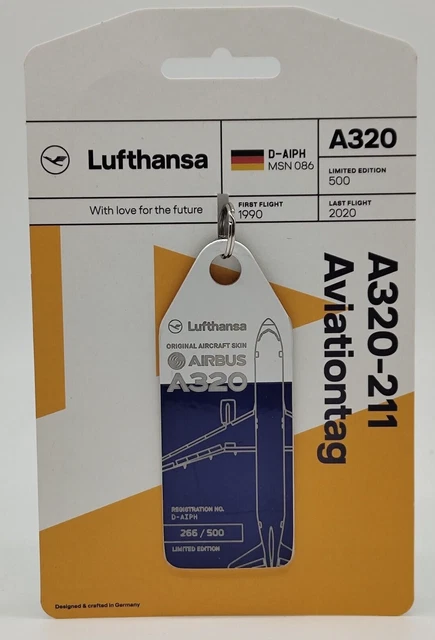 Lufthansa
D-AIPH
MSN 086
A320
LIMITED EDITION
500
With love for the future
FIRST FLIGHT
1990
LAST FLIGHT
2020
A320-211
Aviationtag
Lufthansa
ORIGINAL AIRCRAFT SKIN
AIRBUS
A320
REGISTRATION NO.
D-AIPH
266 / 500
LIMITED EDITION
Designed & crafted in Germany